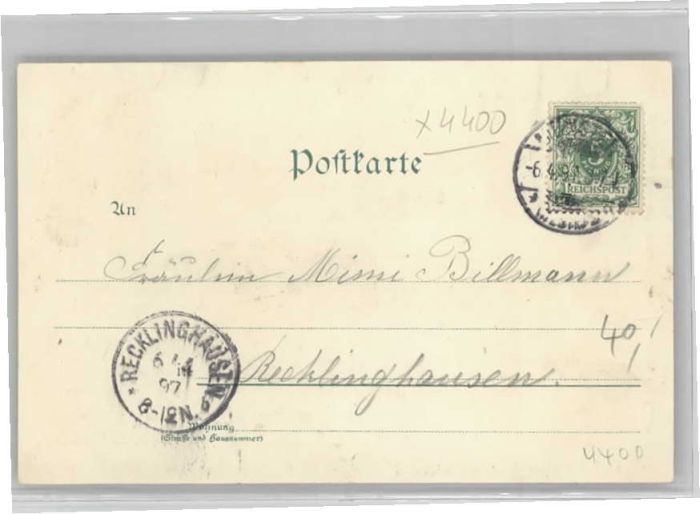 x4400
Postkarte
5
REICHSPOST
An
Fräulein Mimi Billmann
40,
RECKLINGHAUSEN
97
8-12N.
Recklinghausen.
Wohnung
(Straße und Hausnummer)
4400